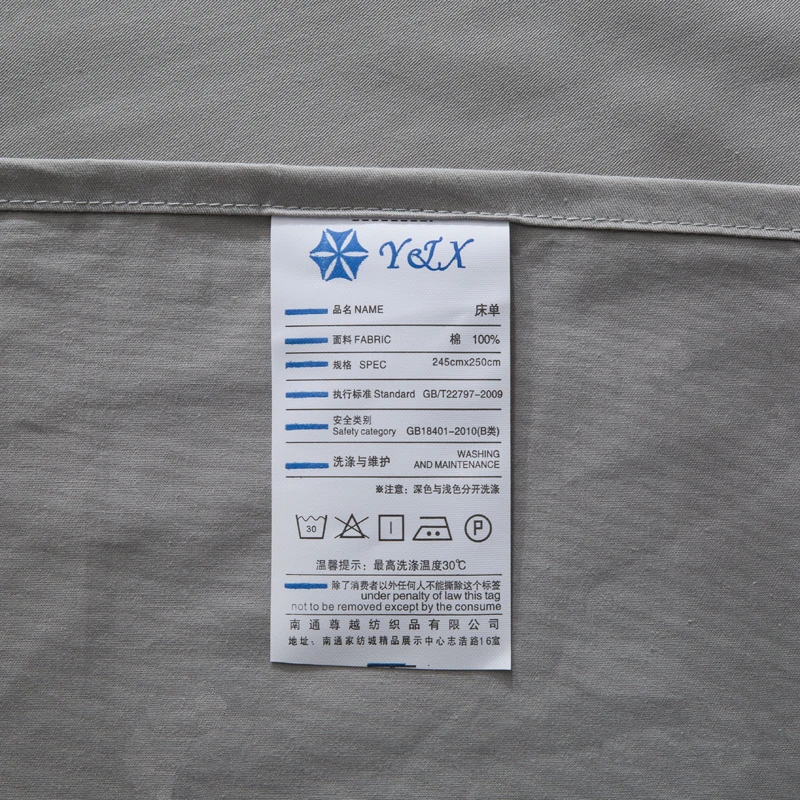 Y&X
品名 NAME 床单
面料 FABRIC 棉 100%
规格 SPEC 245cmx250cm
执行标准 Standard GB/T22797-2009
安全类别
Safety category GB18401-2010(B类)
洗涤与维护 WASHING
AND MAINTENANCE
※注意: 深色与浅色分开洗涤
30 P
温馨提示: 最高洗涤温度30℃
除了消费者以外任何人不能撕除这个标签
under penalty of law this tag
not to be removed except by the consume
南通尊越纺织品有限公司
地址: 南通家纺城精品展示中心志浩路16室